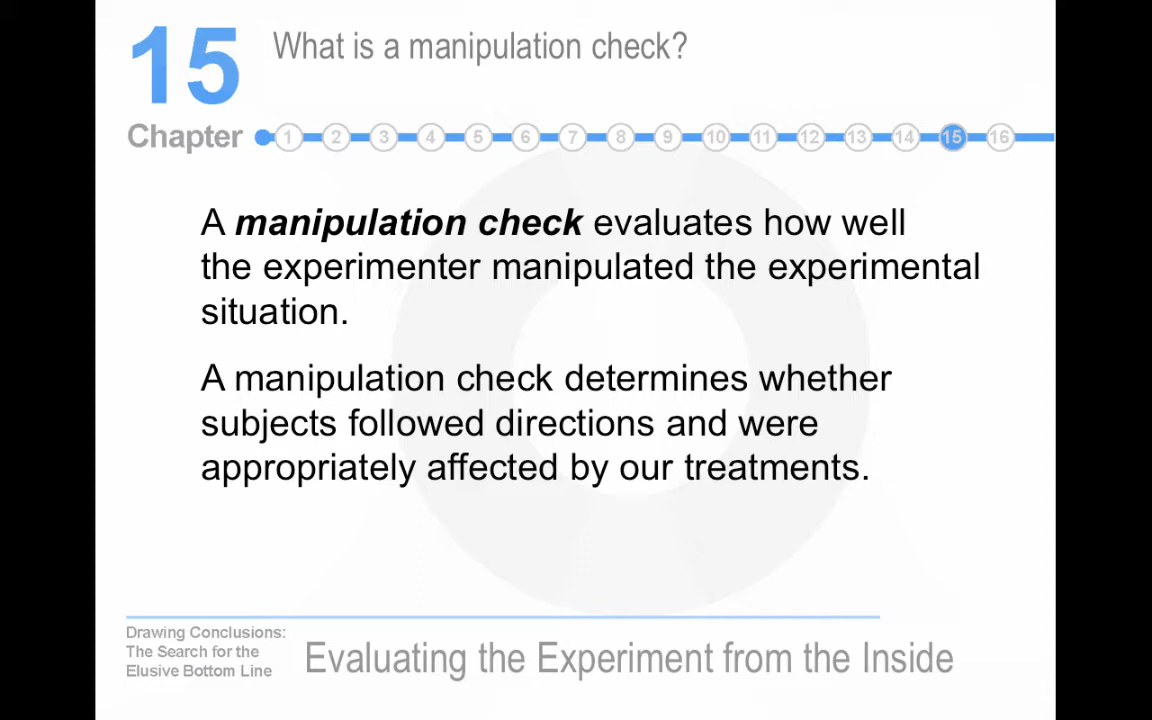 15
What is a manipulation check?
Chapter
1 2 3 4 5 6 7 8 9 10 11 12 13 14 15 16
A manipulation check evaluates how well
the experimenter manipulated the experimental
situation.
A manipulation check determines whether
subjects followed directions and were
appropriately affected by our treatments.
Drawing Conclusions:
The Search for the
Elusive Bottom Line
Evaluating the Experiment from the Inside